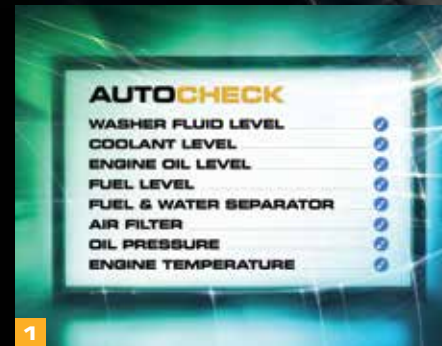 AUTOCHECK
WASHER FLUID LEVEL
COOLANT LEVEL
ENGINE OIL LEVEL
FUEL LEVEL
FUEL & WATER SEPARATOR
AIR FILTER
OIL PRESSURE
ENGINE TEMPERATURE
1